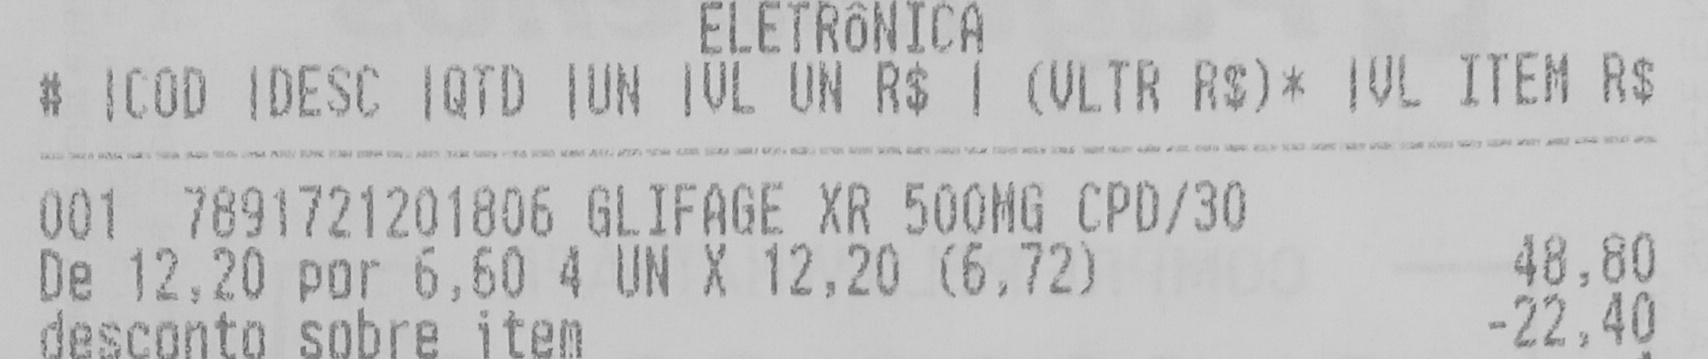 ELETRÔNICA
# |COD |DESC |QTD |UN |VL UN R$ | (VLTR R$)* |VL ITEM R$
001 7891721201806 GLIFAGE XR 500MG CPD/30
De 12,20 por 6,60 4 UN X 12,20 (6,72) 48,80
desconto sobre item -22,40